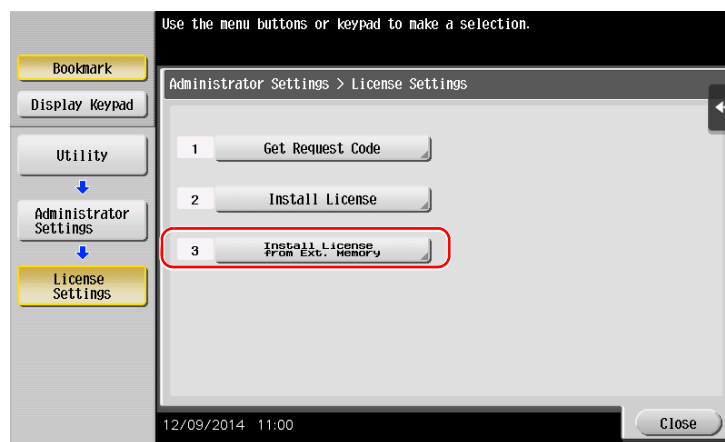 Use the menu buttons or keypad to make a selection.
Bookmark
Display Keypad
Utility
Administrator
Settings
License
Settings
Administrator Settings > License Settings
1 Get Request Code
2 Install License
3 Install License
from Ext. Memory
12/09/2014 11:00
Close